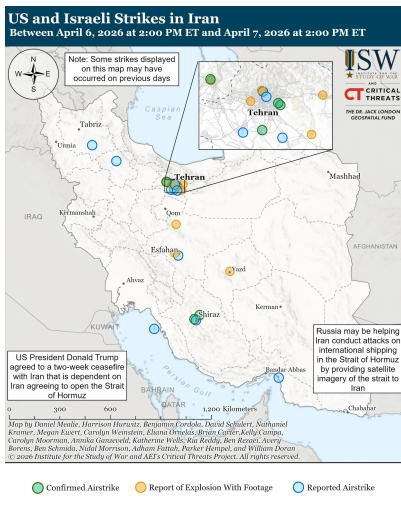 US and Israeli Strikes in Iran
Between April 6, 2026 at 2:00 PM ET and April 7, 2026 at 2:00 PM ET
N
W
E
S
Note: Some strikes displayed
on this map may have
occurred on previous days
ISW
INSTITUTE FOR THE
STUDY OF WAR
AND
CT CRITICAL
THREATS
THE DR. JACK LONDON
GEOSPATIAL FUND
Caspian
Sea
Tehran
Tabriz
Urmia
Tehran
Mashhad
Qom
Kermanshah
IRAQ
AFGHANISTAN
Esfahan
Yazd
Ahvaz
Kerman
Shiraz
KUWAIT
Russia may be helping
Iran conduct attacks on
international shipping
in the Strait of Hormuz
by providing satellite
imagery of the strait to
Iran
US President Donald Trump
agreed to a two-week ceasefire
with Iran that is dependent on
Iran agreeing to open the Strait
of Hormuz
Persian Gulf
Bandar Abbas
BAHRAIN
QATAR
Chabahar
0 300 600 1,200 Kilometers
Map by Daniel Mealie, Harrison Hurwitz, Benjamin Cordola, David Schulert, Nathaniel
Kramer, Megan Ewert, Carolyn Weinstein, Elana Ornelas, Brian Carter, Kelly Campa,
Carolyn Moorman, Annika Ganzeveld, Katherine Wells, Ria Reddy, Ben Rezaei, Avery
Borens, Ben Schmida, Nidal Morrison, Adham Fattah, Parker Hempel, and William Doran
© 2026 Institute for the Study of War and AEI's Critical Threats Project. All rights reserved.
Confirmed Airstrike
Report of Explosion With Footage
Reported Airstrike